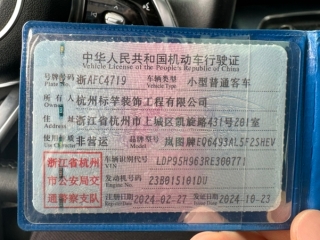 中华人民共和国机动车行驶证
Vehicle License of the People's Republic of China
号牌号码 浙AFC4719 车辆类型 小型普通客车
Plate No. Vehicle Type
所有人 杭州标竿装饰工程有限公司
Owner
住址 浙江省杭州市上城区凯旋路431号201室
Address
使用性质 非营运 品牌型号 岚图牌EQ6493ALSF2SHEV
Use Character Model
浙江省杭州 车辆识别代号 LDP95H963RE300771
VIN
市公安局交 发动机号码 23801S101DU
Engine No.
通警察支队 注册日期 2024-02-27 发证日期 2024-10-23